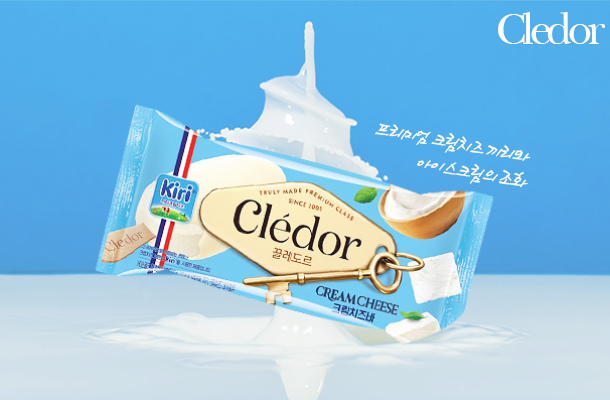 Cledor
프리미엄 크림치즈 끼리와
아이스크림의 조화
Kiri
TRULY MADE PREMIUM CLASS
SINCE 2005
Clédor
끌레도르
Clédor
CREAM CHEESE
크림치즈바